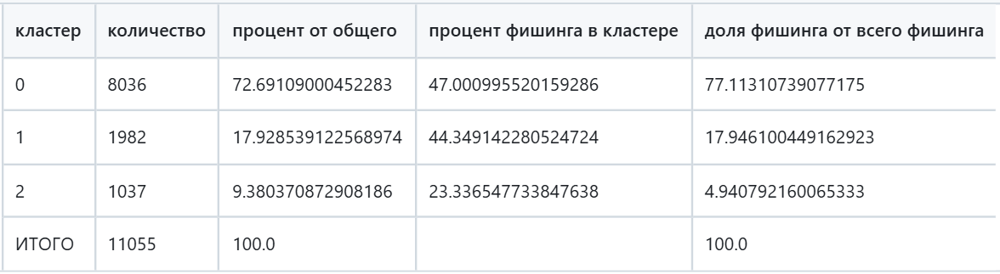 кластер количество процент от общего процент фишинга в кластере доля фишинга от всего фишинга
0 8036 72.69109000452283 47.000995520159286 77.11310739077175
1 1982 17.928539122568974 44.349142280524724 17.946100449162923
2 1037 9.380370872908186 23.336547733847638 4.940792160065333
ИТОГО 11055 100.0 100.0